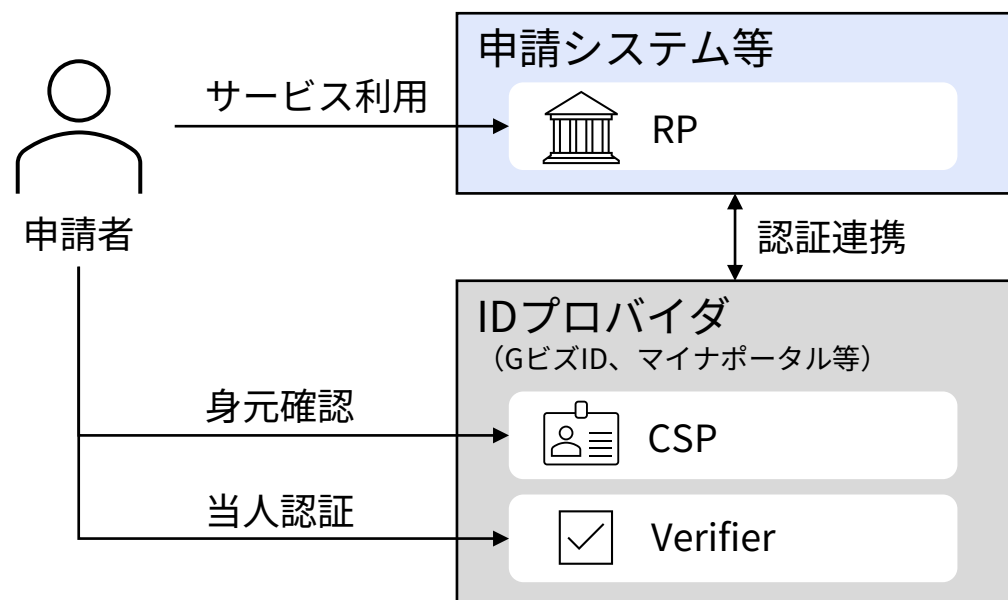 申請システム等
サービス利用
RP
申請者
認証連携
IDプロバイダ
（GビズID、マイナポータル等）
身元確認
CSP
当人認証
Verifier